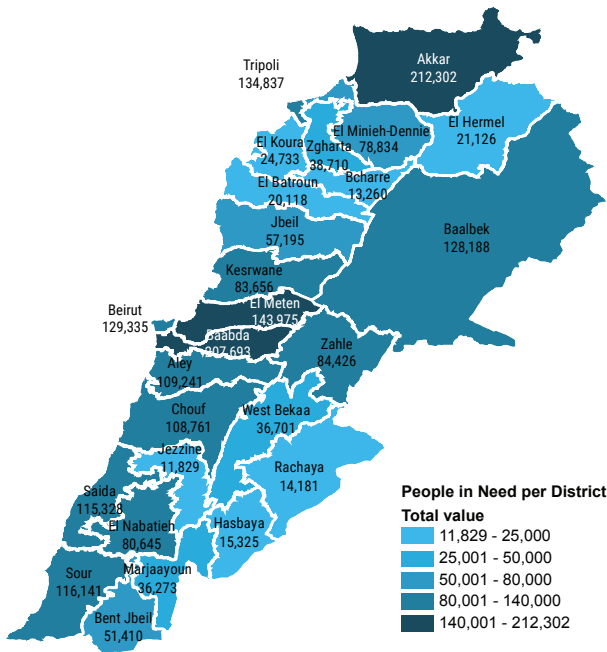 Akkar
212,302
Tripoli
134,837
El Hermel
21,126
El Minieh-Dennie
78,834
El Koura
24,733
Zgharta
38,710
Bcharre
13,260
El Batroun
20,118
Jbeil
57,195
Baalbek
128,188
Kesrwane
83,656
El Meten
143,975
Beirut
129,335
Baabda
207,693
Zahle
84,426
Aley
109,241
Chouf
108,761
West Bekaa
36,701
Jezzine
11,829
Rachaya
14,181
Saida
115,328
El Nabatieh
80,645
Hasbaya
15,325
Marjaayoun
36,273
Sour
116,141
Bent Jbeil
51,410
People in Need per District
Total value
11,829 - 25,000
25,001 - 50,000
50,001 - 80,000
80,001 - 140,000
140,001 - 212,302